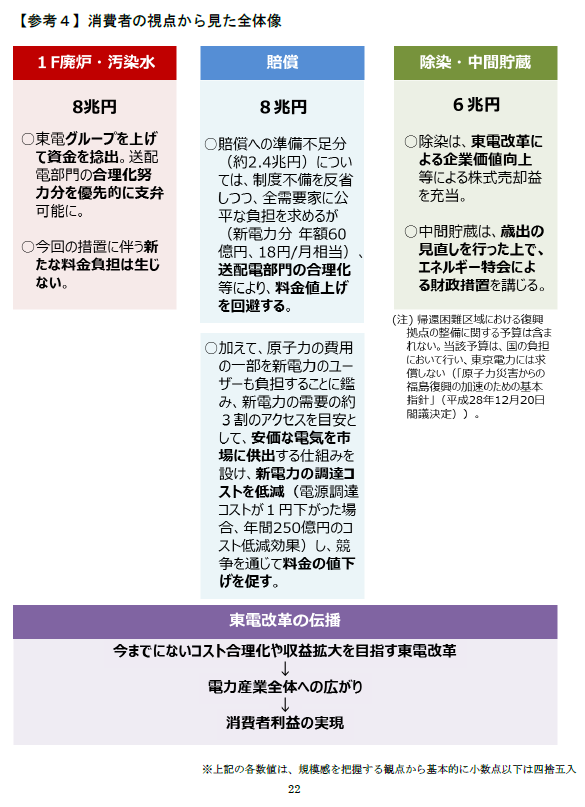 【参考４】消費者の視点から見た全体像
１Ｆ廃炉・汚染水
8兆円
○東電グループを上げ
て資金を捻出。送配
電部門の合理化努
力分を優先的に支弁
可能に。
○今回の措置に伴う新
たな料金負担は生じ
ない。
賠償
８兆円
○賠償への準備不足分
（約2.4兆円）につい
ては、制度不備を反省
しつつ、全需要家に公
平な負担を求めるが
（新電力分 年額60
億円、18円/月相当）、
送配電部門の合理化
等により、料金値上げ
を回避する。
○加えて、原子力の費用
の一部を新電力のユー
ザーも負担することに鑑
み、新電力の需要の約
３割のアクセスを目安と
して、安価な電気を市
場に供出する仕組みを
設け、新電力の調達コ
ストを低減（電源調達
コストが１円下がった場
合、年間250億円のコ
スト低減効果）し、競
争を通じて料金の値下
げを促す。
除染・中間貯蔵
６兆円
○除染は、東電改革に
よる企業価値向上
等による株式売却益
を充当。
○中間貯蔵は、歳出の
見直しを行った上で、
エネルギー特会によ
る財政措置を講じる。
(注) 帰還困難区域における復興
拠点の整備に関する予算は含ま
れない。当該予算は、国の負担
において行い、東京電力には求
償しない（「原子力災害からの
福島復興の加速のための基本
指針」（平成28年12月20日
閣議決定））。
東電改革の伝播
今までにないコスト合理化や収益拡大を目指す東電改革
↓
電力産業全体への広がり
↓
消費者利益の実現
※上記の各数値は、規模感を把握する観点から基本的に小数点以下は四捨五入
22